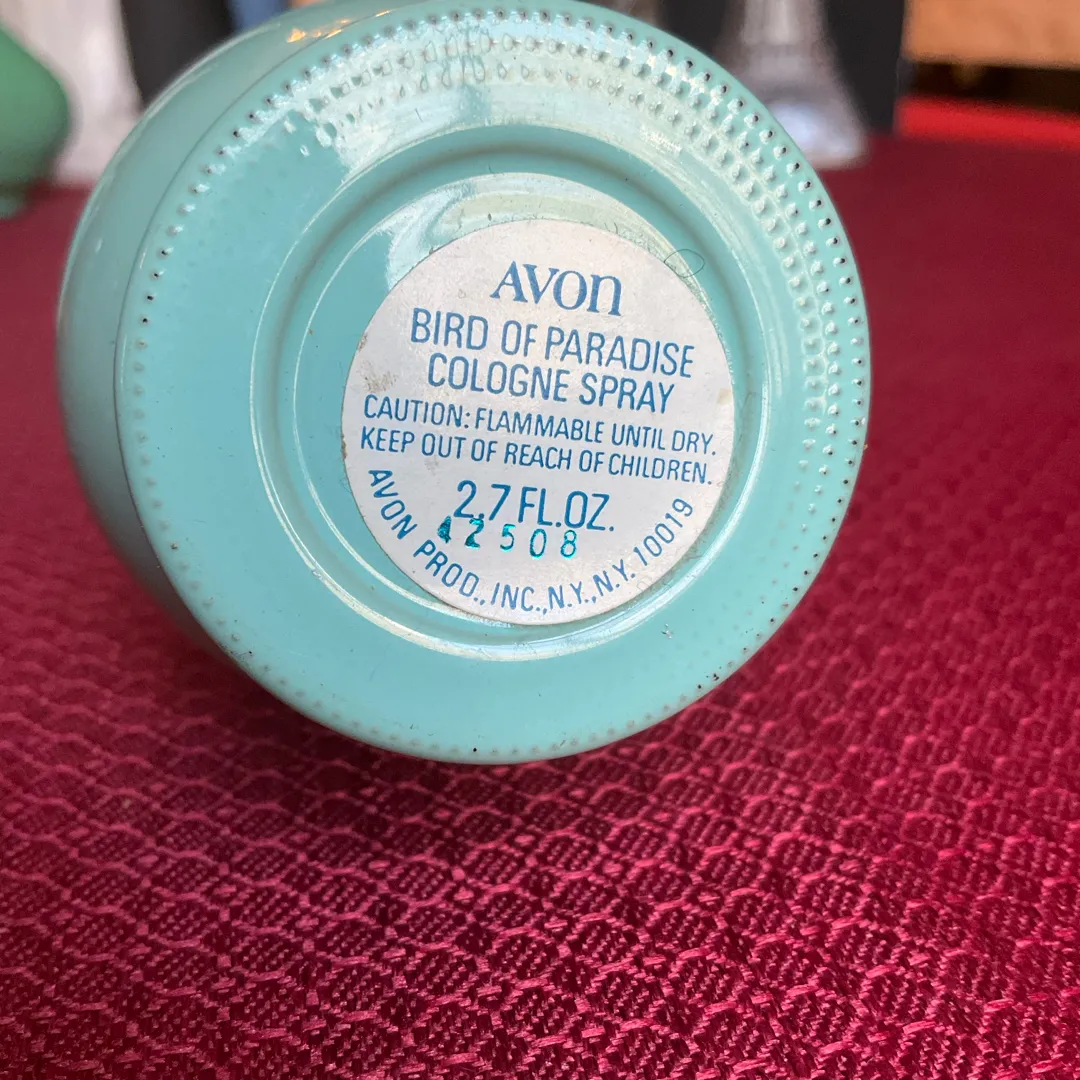 AVON
BIRD OF PARADISE
COLOGNE SPRAY
CAUTION: FLAMMABLE UNTIL DRY.
KEEP OUT OF REACH OF CHILDREN.
2.7 FL.OZ.
42508
AVON PROD., INC., N.Y., N.Y. 10019